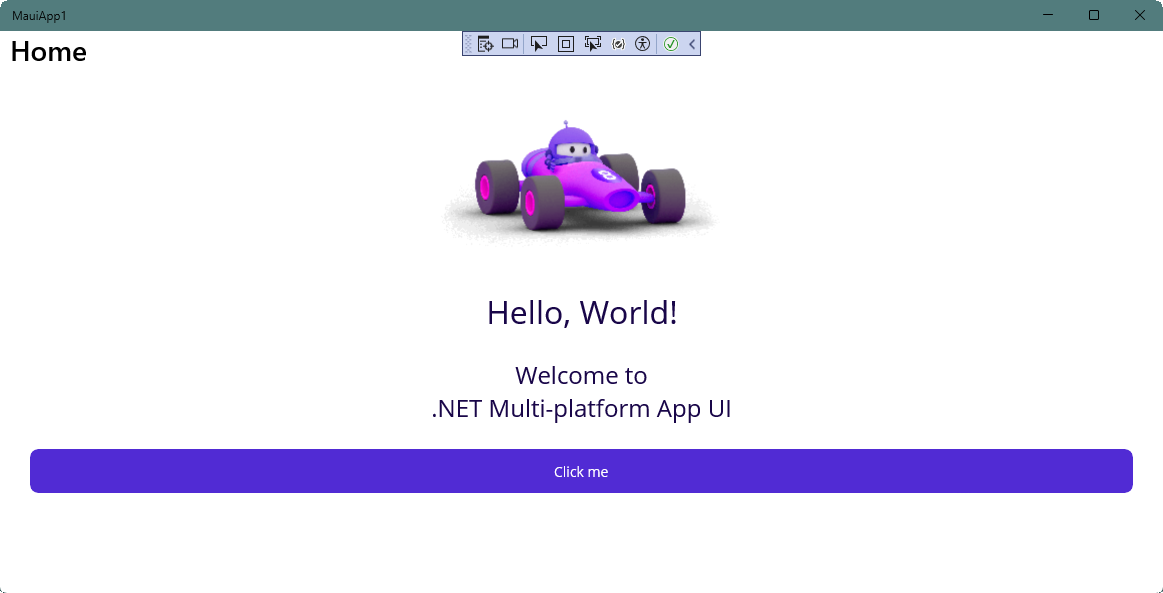 MauiApp1
Home
Hello, World!
Welcome to
.NET Multi-platform App UI
Click me